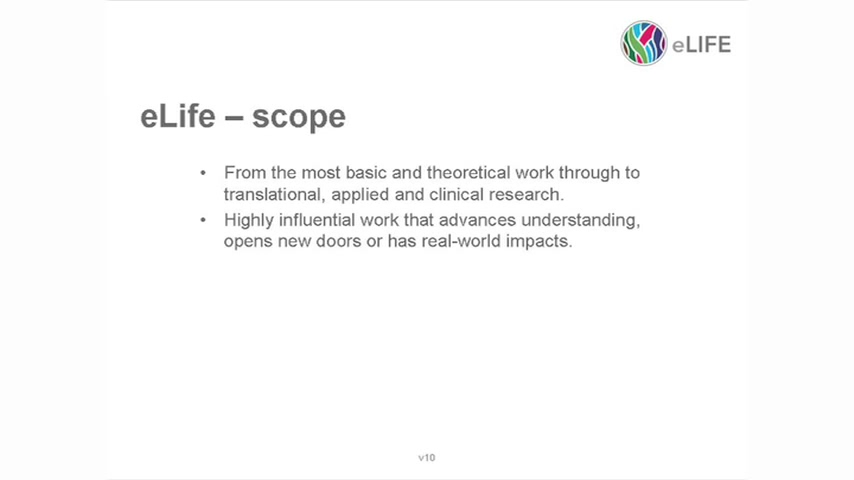 eLIFE
eLife – scope
• From the most basic and theoretical work through to
translational, applied and clinical research.
• Highly influential work that advances understanding,
opens new doors or has real-world impacts.
v10